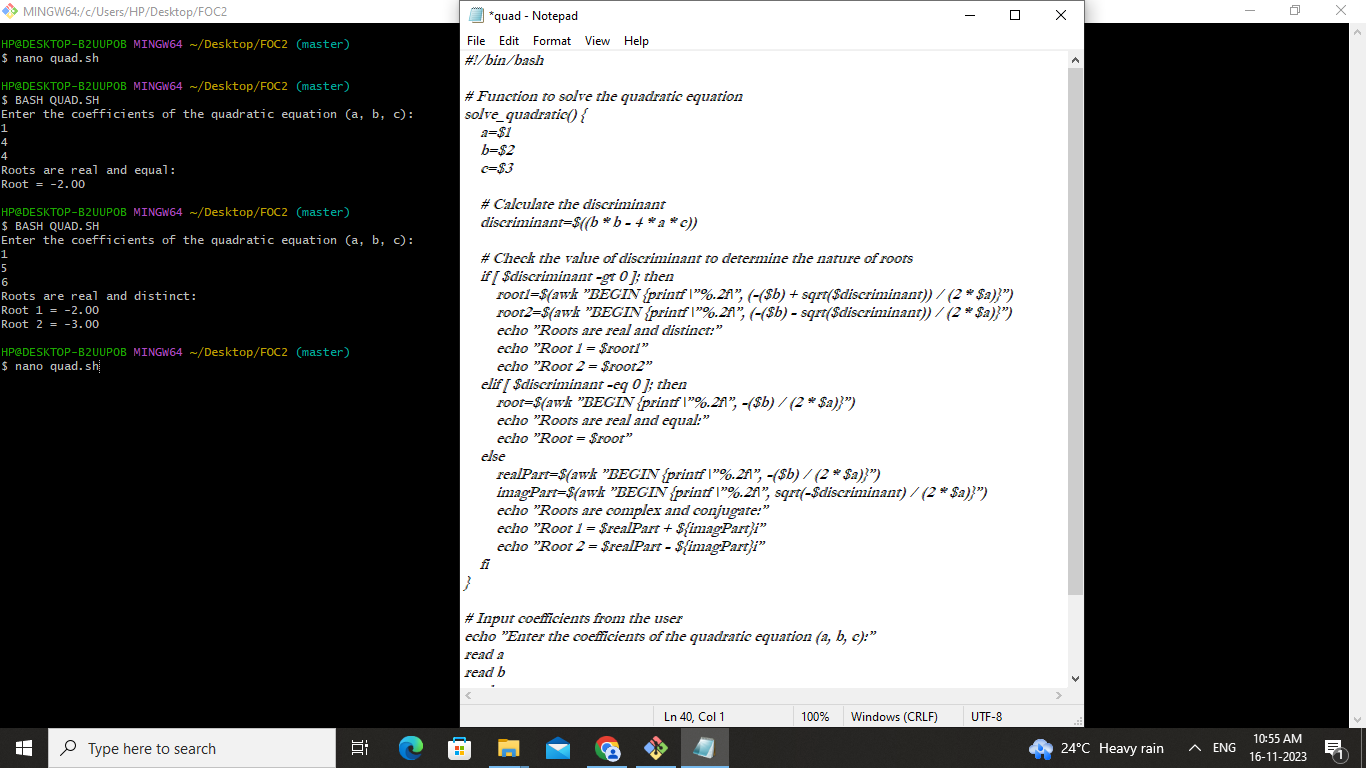 MINGW64:/c/Users/HP/Desktop/FOC2
HP@DESKTOP-B2UUPOB MINGW64 ~/Desktop/FOC2 (master)
$ nano quad.sh
HP@DESKTOP-B2UUPOB MINGW64 ~/Desktop/FOC2 (master)
$ BASH QUAD.SH
Enter the coefficients of the quadratic equation (a, b, c):
1
4
4
Roots are real and equal:
Root = -2.00
HP@DESKTOP-B2UUPOB MINGW64 ~/Desktop/FOC2 (master)
$ BASH QUAD.SH
Enter the coefficients of the quadratic equation (a, b, c):
1
5
6
Roots are real and distinct:
Root 1 = -2.00
Root 2 = -3.00
HP@DESKTOP-B2UUPOB MINGW64 ~/Desktop/FOC2 (master)
$ nano quad.sh
*quad - Notepad
File Edit Format View Help
#!/bin/bash
# Function to solve the quadratic equation
solve_quadratic() {
a=$1
b=$2
c=$3
# Calculate the discriminant
discriminant=$((b * b - 4 * a * c))
# Check the value of discriminant to determine the nature of roots
if [ $discriminant -gt 0 ]; then
root1=$(awk "BEGIN {printf \"%.2f\", (-($b) + sqrt($discriminant)) / (2 * $a)}")
root2=$(awk "BEGIN {printf \"%.2f\", (-($b) - sqrt($discriminant)) / (2 * $a)}")
echo "Roots are real and distinct:"
echo "Root 1 = $root1"
echo "Root 2 = $root2"
elif [ $discriminant -eq 0 ]; then
root=$(awk "BEGIN {printf \"%.2f\", -($b) / (2 * $a)}")
echo "Roots are real and equal:"
echo "Root = $root"
else
realPart=$(awk "BEGIN {printf \"%.2f\", -($b) / (2 * $a)}")
imagPart=$(awk "BEGIN {printf \"%.2f\", sqrt(-$discriminant) / (2 * $a)}")
echo "Roots are complex and conjugate:"
echo "Root 1 = $realPart + ${imagPart}i"
echo "Root 2 = $realPart - ${imagPart}i"
fi
}
# Input coefficients from the user
echo "Enter the coefficients of the quadratic equation (a, b, c):"
read a
read b
Ln 40, Col 1 100% Windows (CRLF) UTF-8
Type here to search
24°C Heavy rain
ENG
10:55 AM
16-11-2023
1